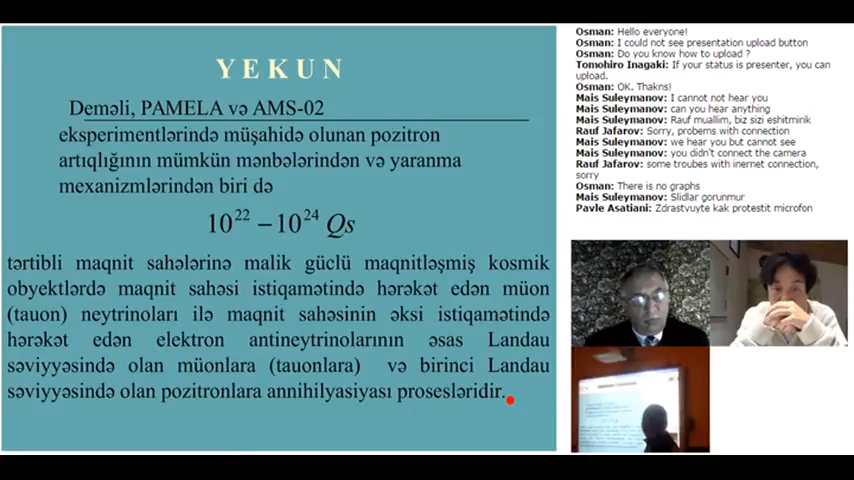 YEKUN
Deməli, PAMELA və AMS-02
eksperimentlərində müşahidə olunan pozitron
artıqlığının mümkün mənbələrindən və yaranma
mexanizmlərindən biri də
10²² – 10²⁴ Qs
tərtibli maqnit sahələrinə malik güclü maqnitləşmiş kosmik
obyektlərdə maqnit sahəsi istiqamətində hərəkət edən müon
(tauon) neytrinoları ilə maqnit sahəsinin əksi istiqamətində
hərəkət edən elektron antineytrinolarının əsas Landau
səviyyəsində olan müonlara (tauonlara) və birinci Landau
səviyyəsində olan pozitronlara annihilyasiyası prosesləridir.
Osman: Hello everyone!
Osman: I could not see presentation upload button
Osman: Do you know how to upload ?
Tomohiro Inagaki: If your status is presenter, you can
upload.
Osman: OK. Thakns!
Mais Suleymanov: I cannot not hear you
Mais Suleymanov: can you hear anything
Mais Suleymanov: Rauf muallim, biz sizi eshitmirik
Rauf Jafarov: Sorry, probems with connection
Mais Suleymanov: we hear you but cannot see
Mais Suleymanov: you didn't connect the camera
Rauf Jafarov: some troubes with inernet connection,
sorry
Osman: There is no graphs
Mais Suleymanov: Slidlar gorunmur
Pavle Asatiani: Zdrastvuyte kak protestit microfon